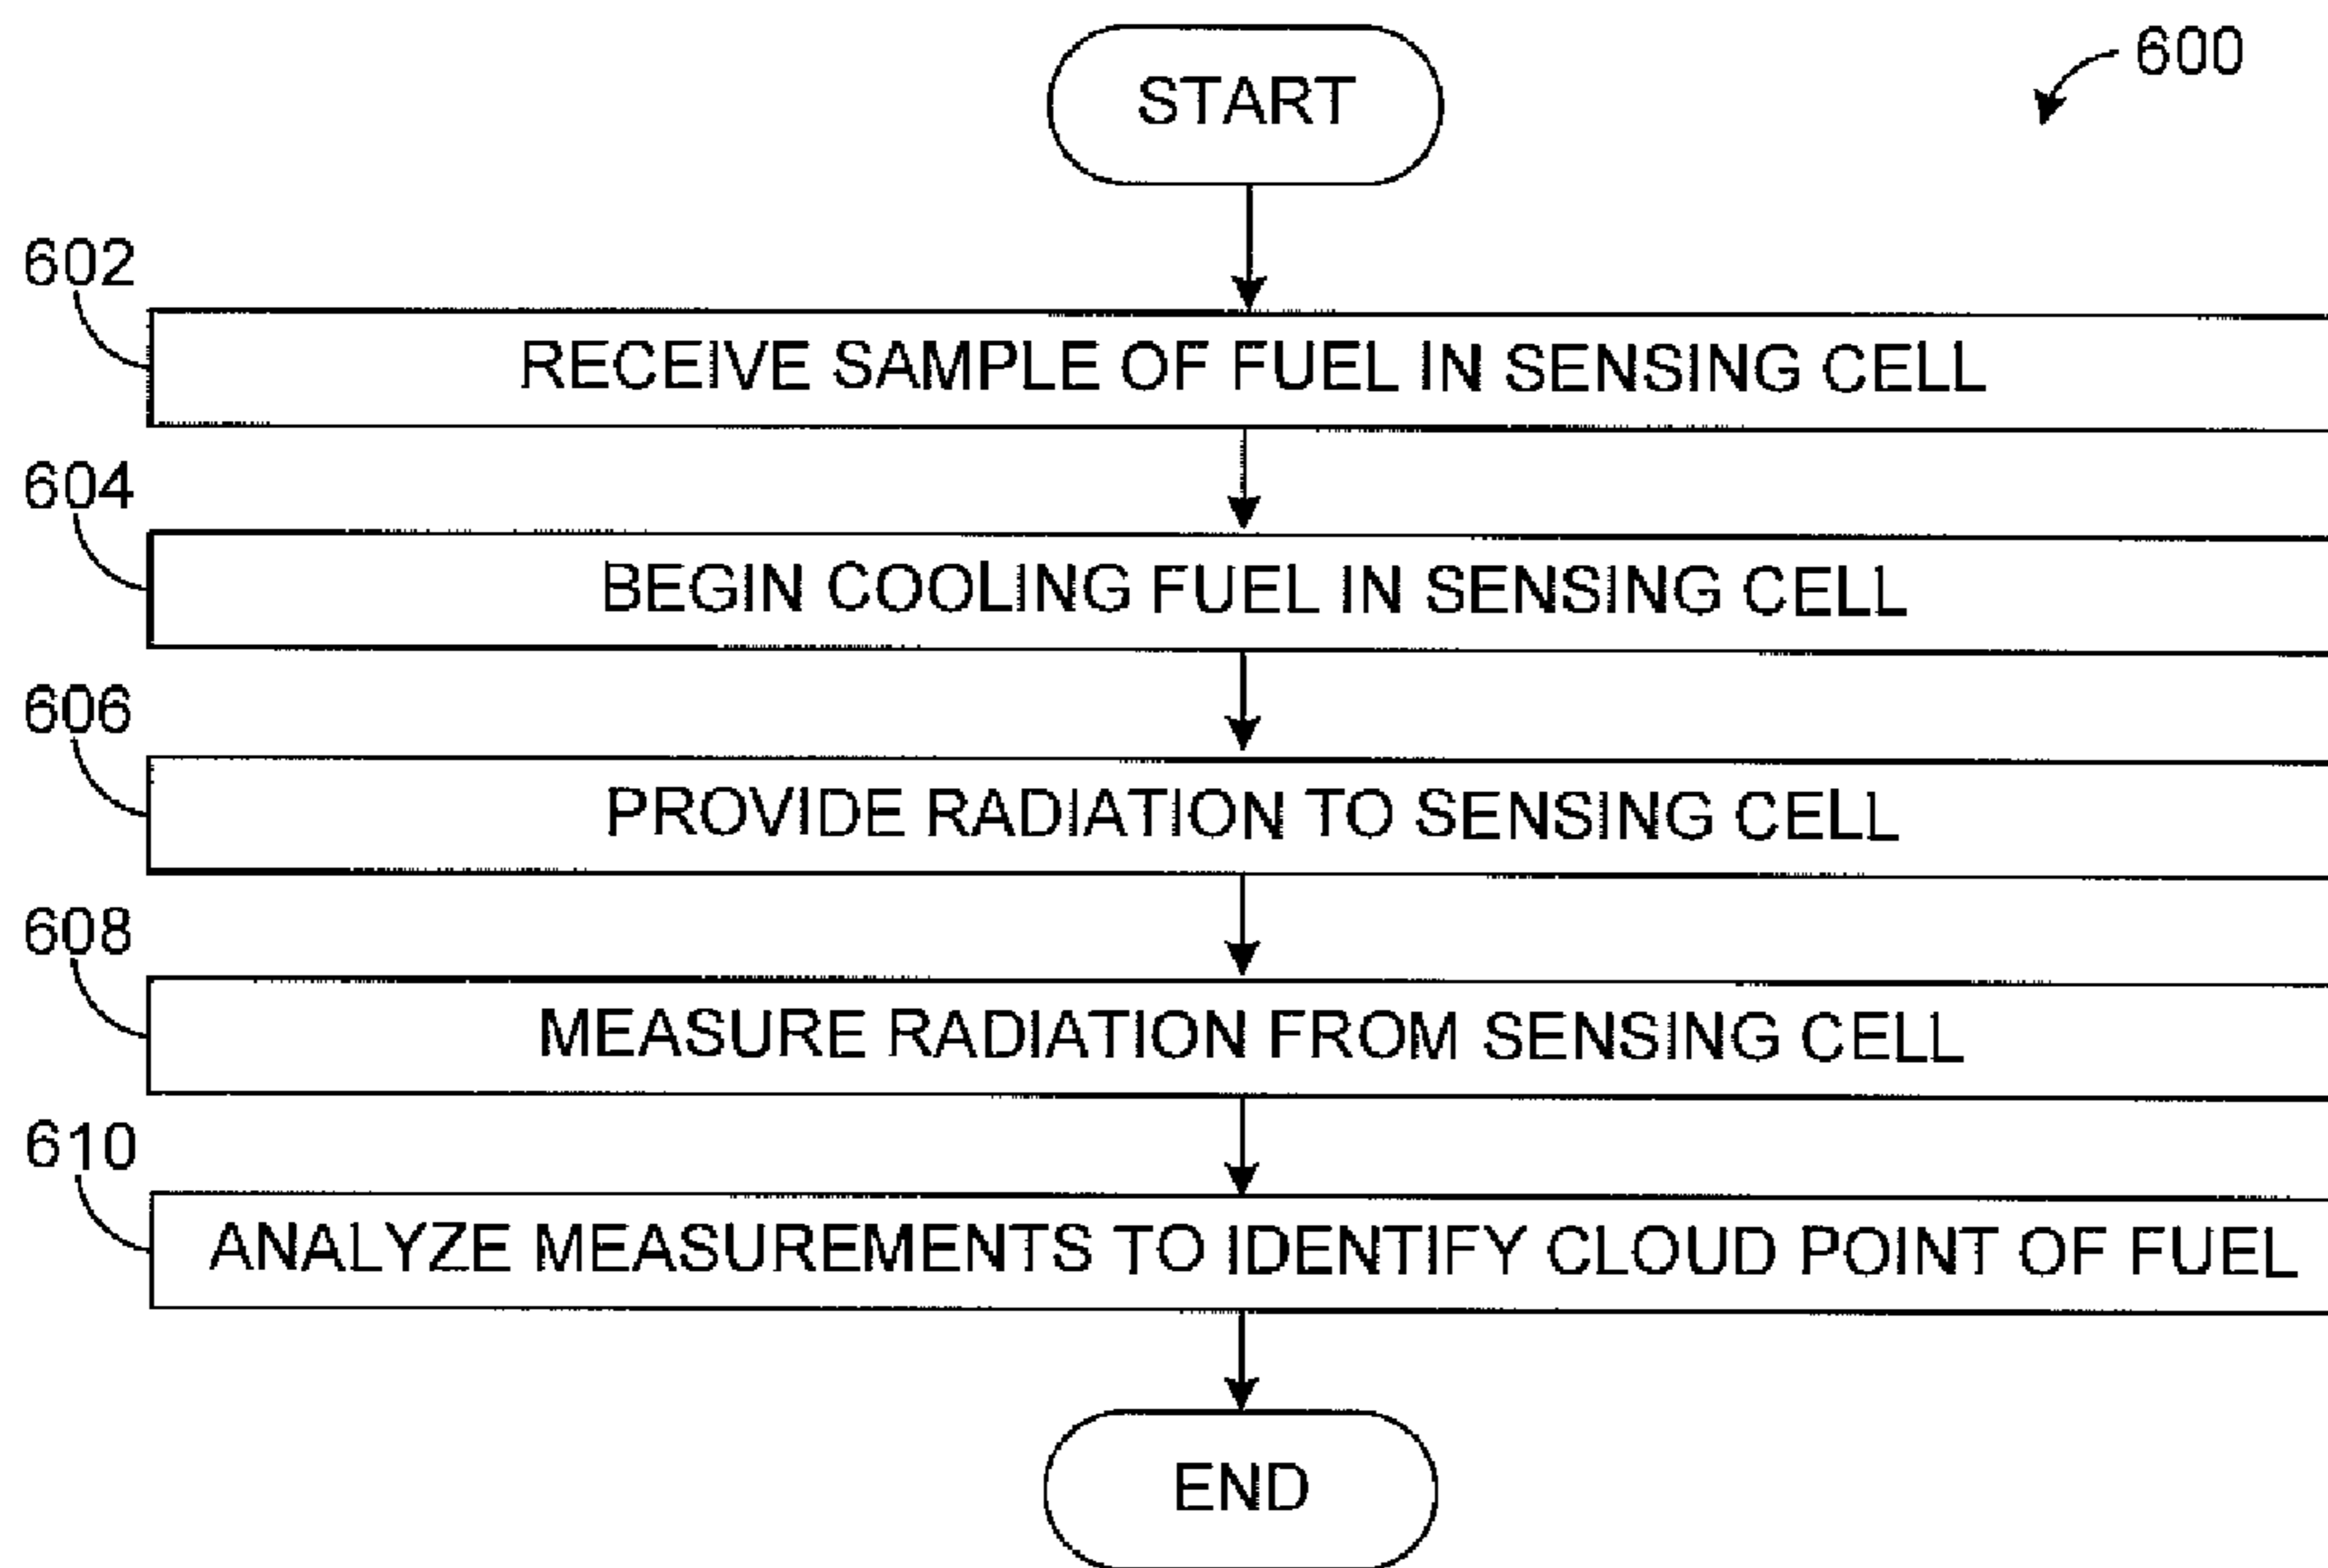 START
600
602
RECEIVE SAMPLE OF FUEL IN SENSING CELL
604
BEGIN COOLING FUEL IN SENSING CELL
606
PROVIDE RADIATION TO SENSING CELL
608
MEASURE RADIATION FROM SENSING CELL
610
ANALYZE MEASUREMENTS TO IDENTIFY CLOUD POINT OF FUEL
END